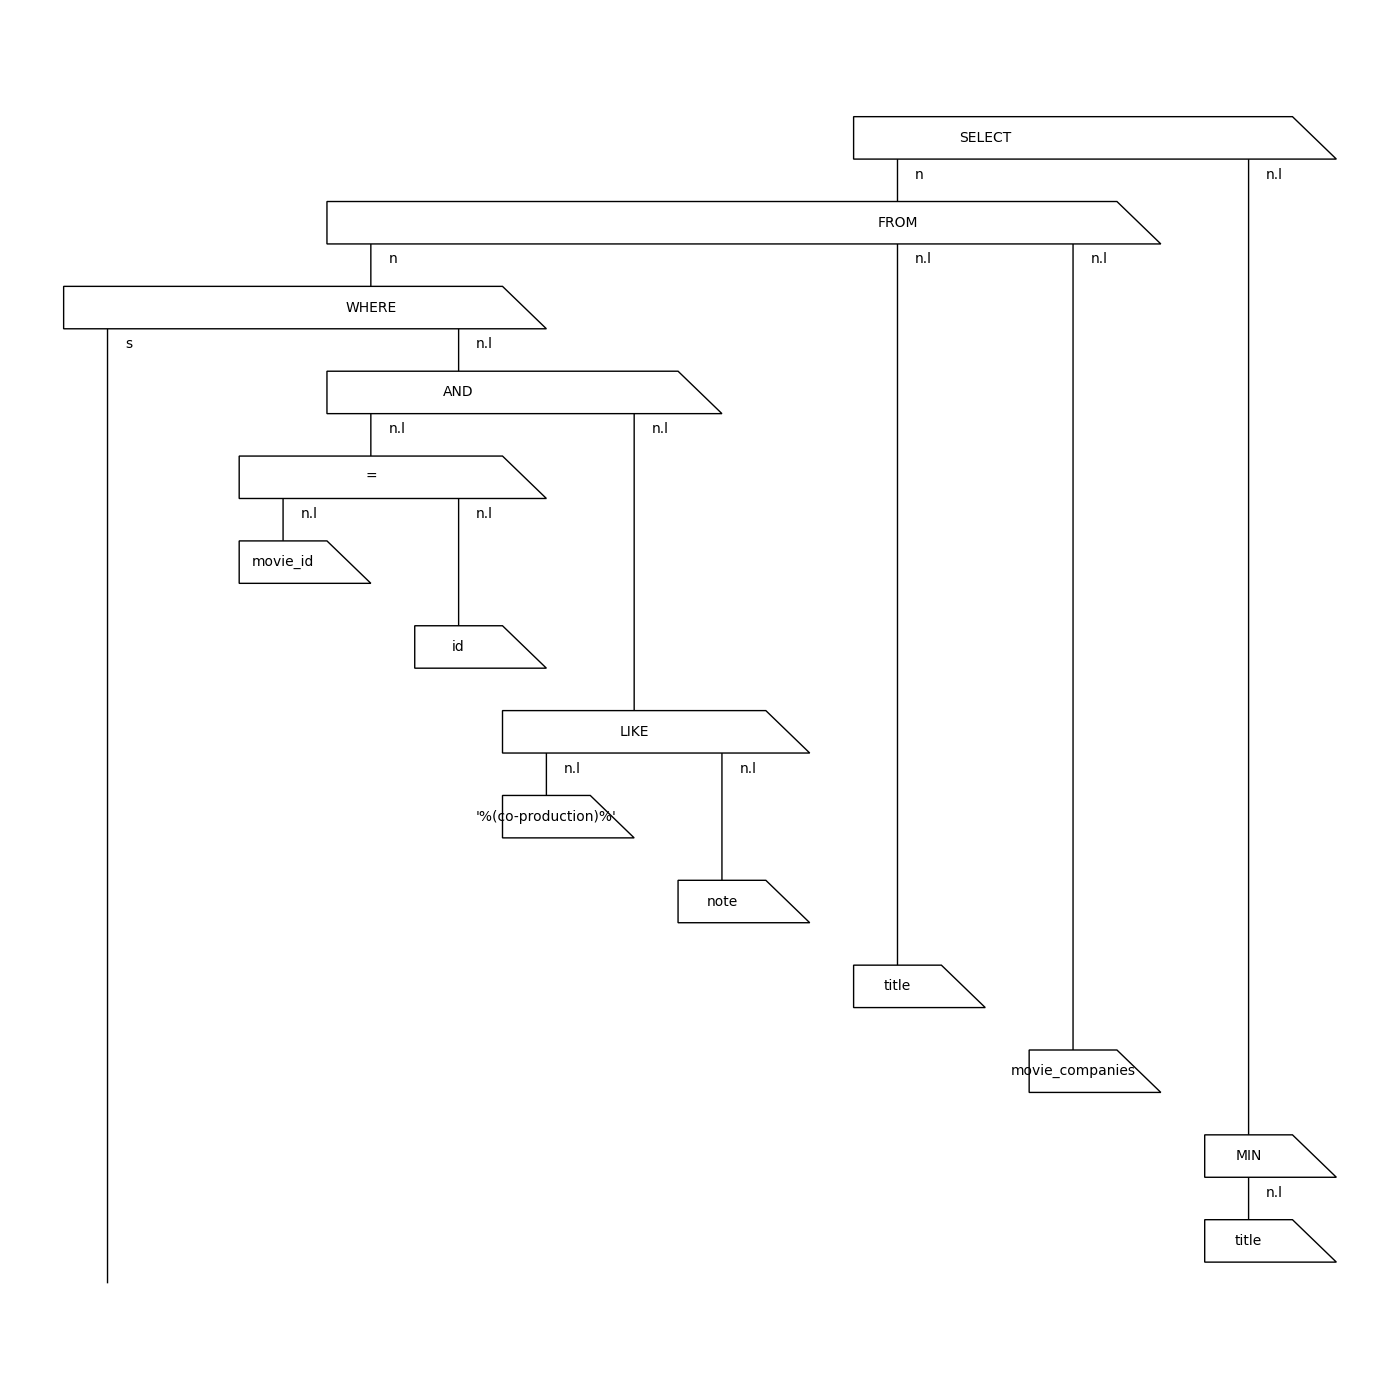 SELECT
n n.l
FROM
n n.l n.l
WHERE
s n.l
AND
n.l n.l
=
n.l n.l
movie_id
id
LIKE
n.l n.l
'%(co-production)%'
note
title
movie_companies
MIN
n.l
title